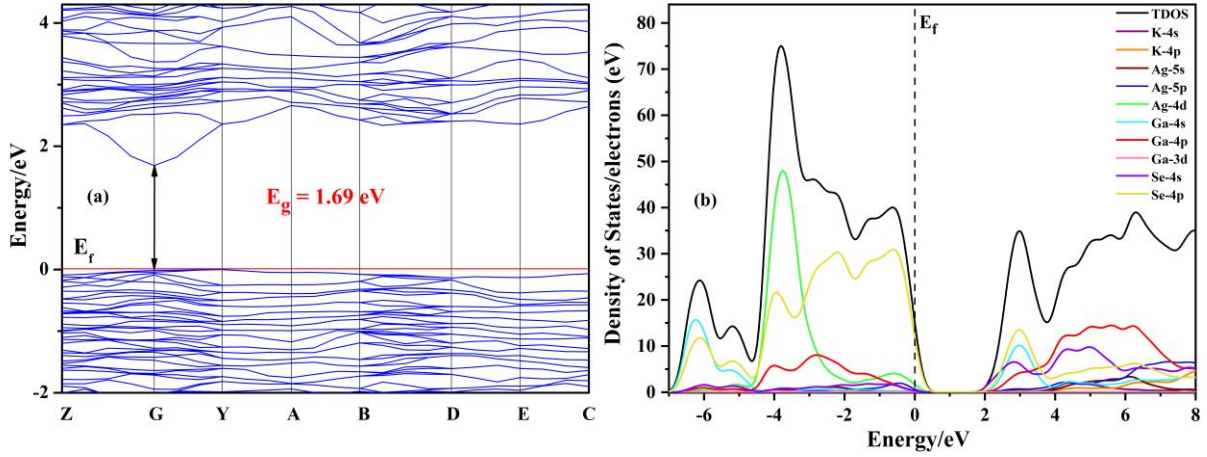 4
2
0
-2
Energy/eV
(a)
E_g = 1.69 eV
E_f
Z G Y A B D E C
80
70
60
50
40
30
20
10
0
Density of States/electrons (eV)
(b)
E_f
TDOS
K-4s
K-4p
Ag-5s
Ag-5p
Ag-4d
Ga-4s
Ga-4p
Ga-3d
Se-4s
Se-4p
-6 -4 -2 0 2 4 6 8
Energy/eV